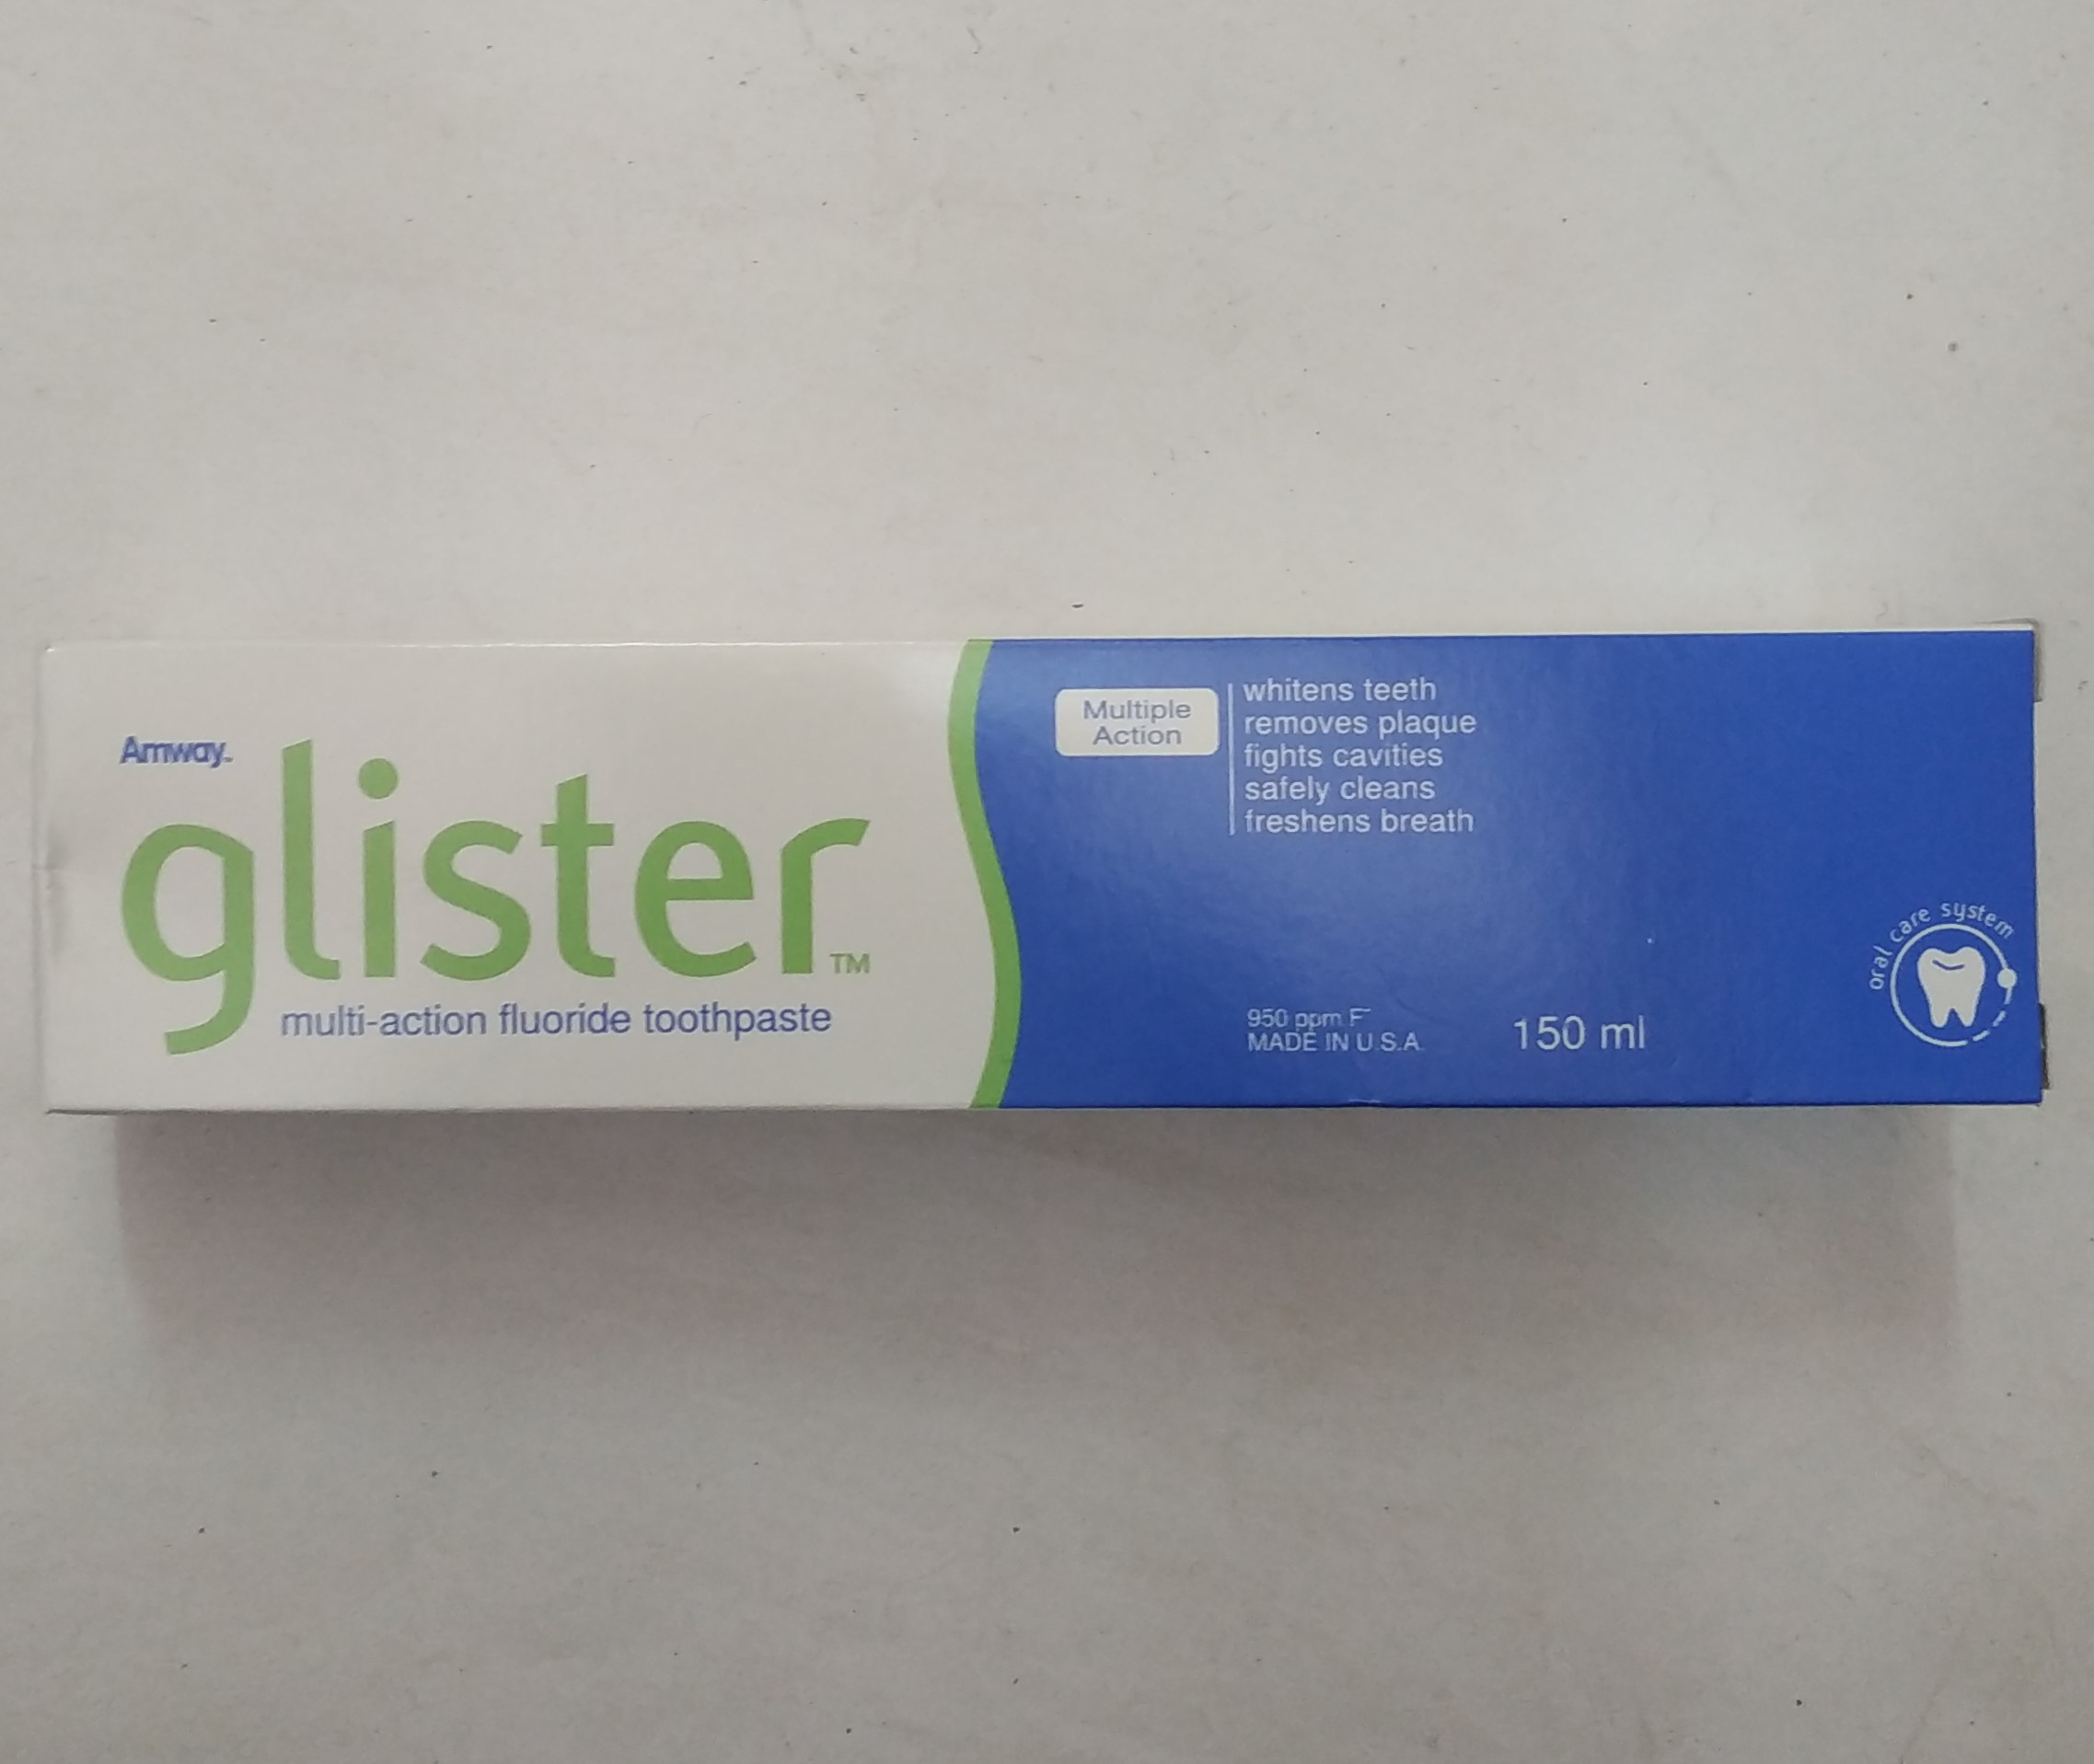 Amway™
glister™
multi-action fluoride toothpaste
Multiple
Action
whitens teeth
removes plaque
fights cavities
safely cleans
freshens breath
950 ppm F⁻
MADE IN U.S.A.
150 ml
oral care system